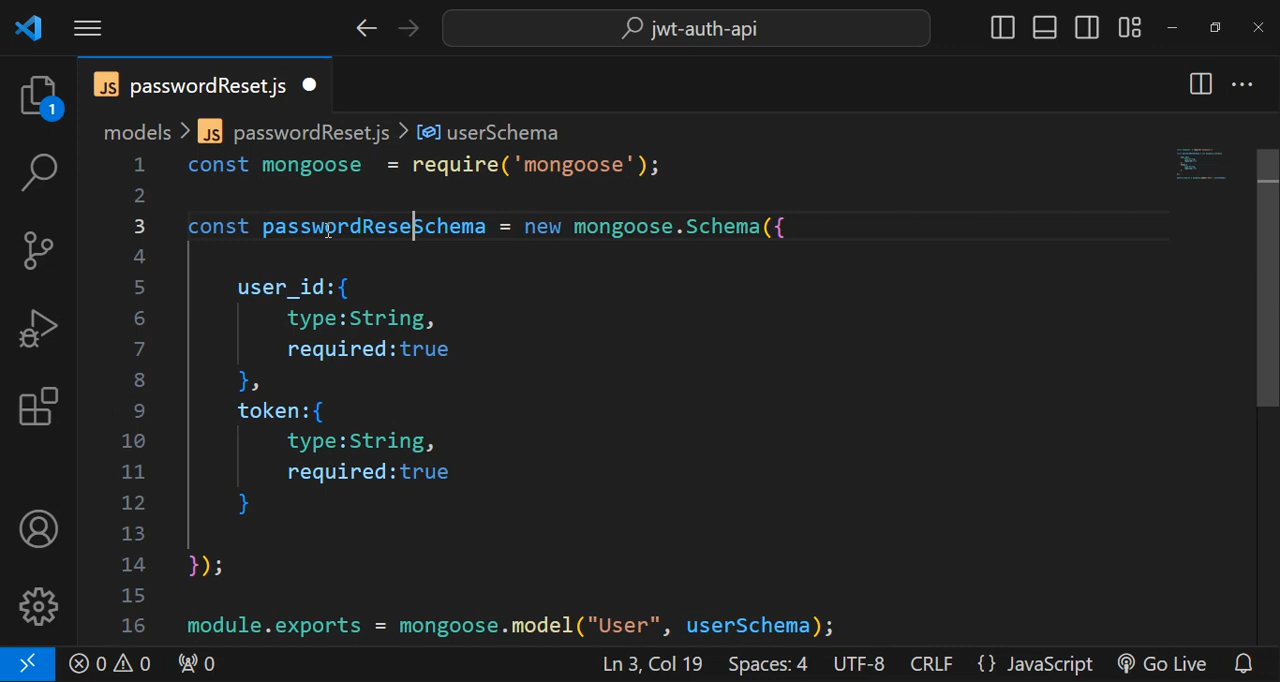 jwt-auth-api
JS passwordReset.js
1
models > JS passwordReset.js > userSchema
1 const mongoose  = require('mongoose');
2
3 const passwordReseSchema = new mongoose.Schema({
4
5     user_id:{
6         type:String,
7         required:true
8     },
9     token:{
10         type:String,
11         required:true
12     }
13
14 });
15
16 module.exports = mongoose.model("User", userSchema);
0 0 0 Ln 3, Col 19 Spaces: 4 UTF-8 CRLF {} JavaScript Go Live